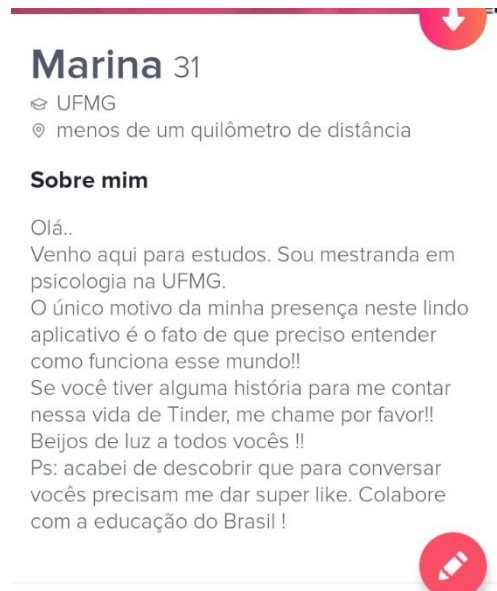 Marina 31
UFMG
menos de um quilômetro de distância
Sobre mim
Olá..
Venho aqui para estudos. Sou mestranda em
psicologia na UFMG.
O único motivo da minha presença neste lindo
aplicativo é o fato de que preciso entender
como funciona esse mundo!!
Se você tiver alguma história para me contar
nessa vida de Tinder, me chame por favor!!
Beijos de luz a todos vocês !!
Ps: acabei de descobrir que para conversar
vocês precisam me dar super like. Colabore
com a educação do Brasil !